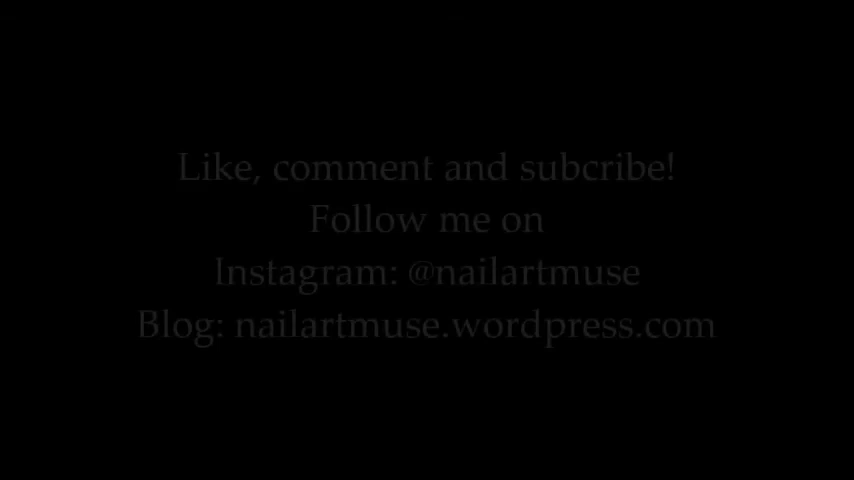 Like, comment and subcribe!
Follow me on
Instagram: @nailartmuse
Blog: nailartmuse.wordpress.com